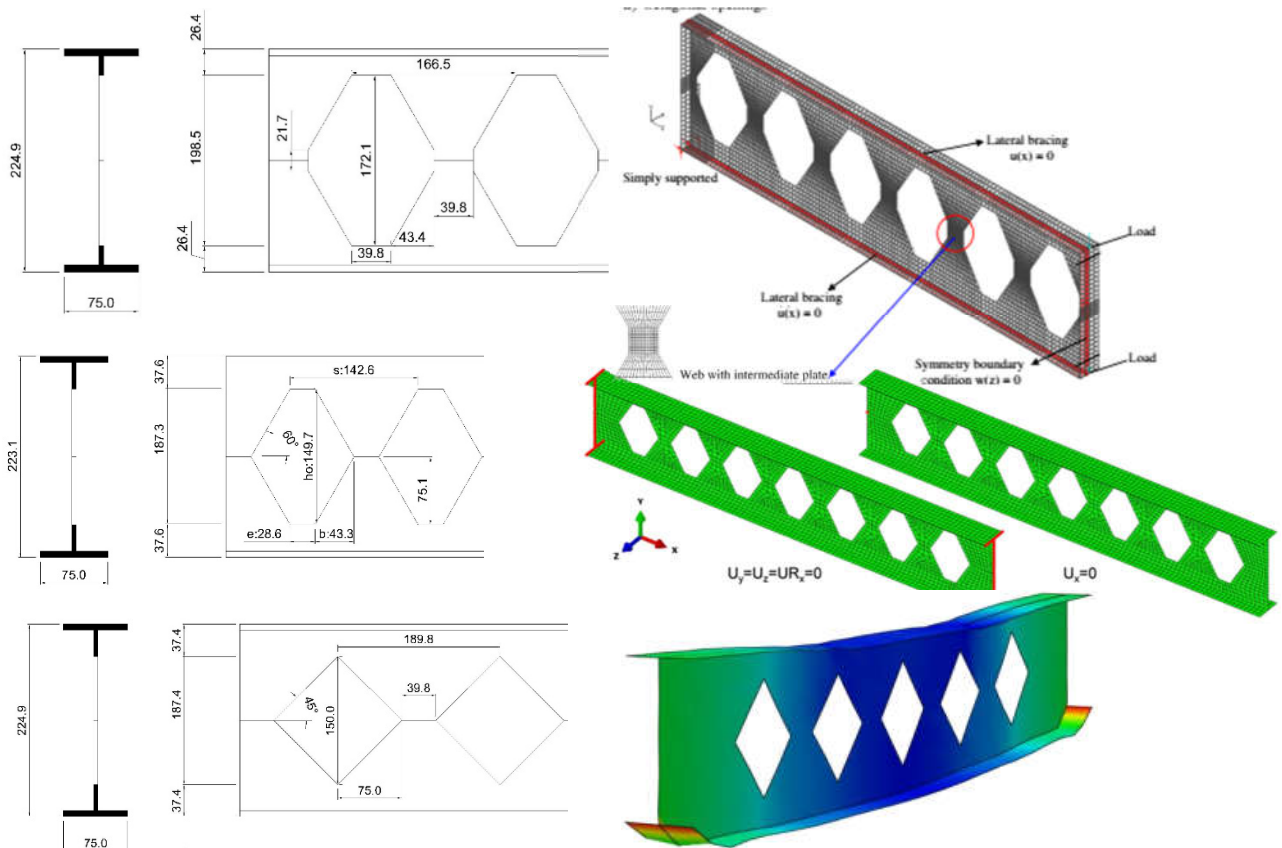 26.4
166.5
224.9
198.5
21.7
172.1
39.8
43.4
26.4
39.8
75.0
Lateral bracing
u(x) = 0
Simply supported
Load
Lateral bracing
u(x) = 0
Symmetry boundary
condition w(z) = 0
Load
Web with intermediate plate
37.6
s:142.6
223.1
187.3
60°
ho:149.7
75.1
37.6
e:28.6
b:43.3
75.0
Y
X
Z
Uy=Uz=URx=0
Ux=0
37.4
189.8
224.9
187.4
39.8
45°
150.0
37.4
75.0
75.0